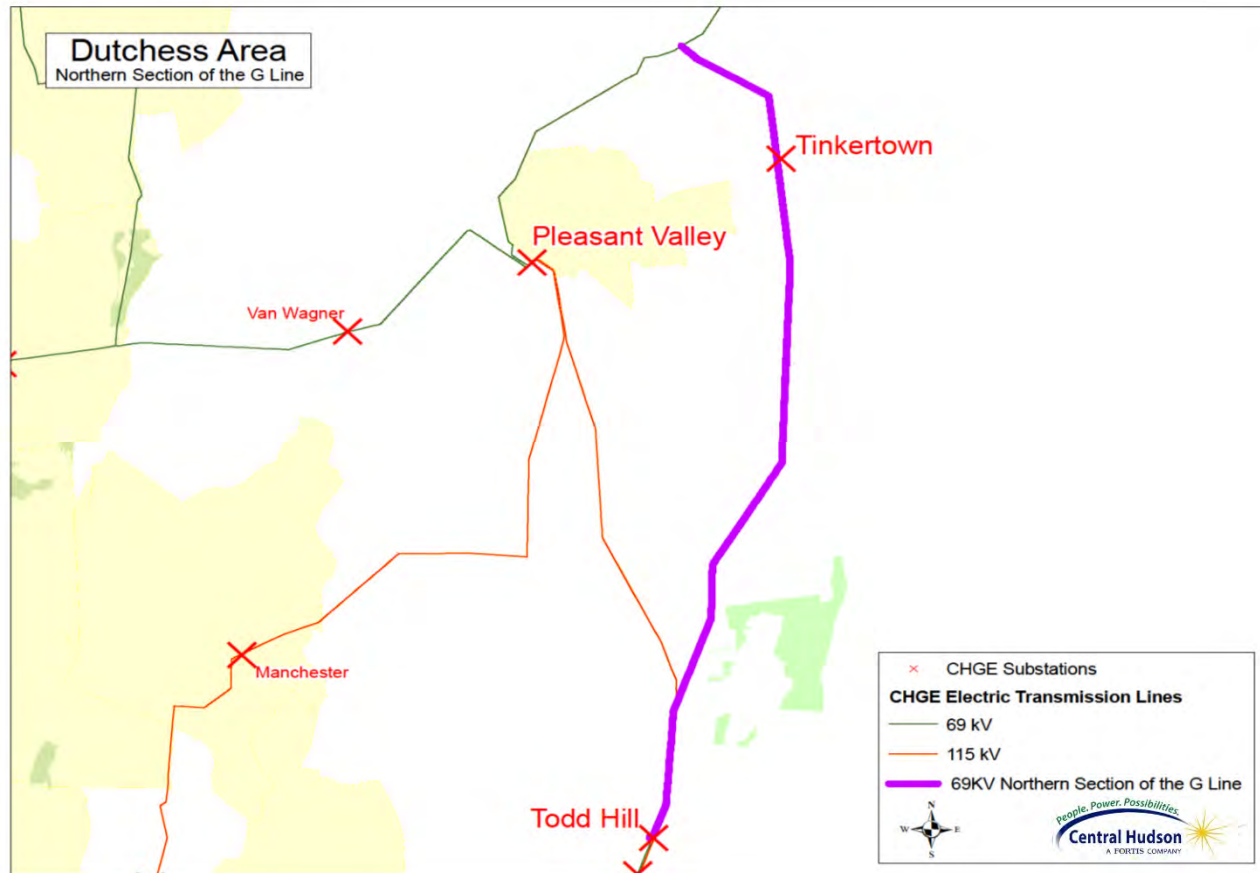 Dutchess Area
Northern Section of the G Line
Tinkertown
Pleasant Valley
Van Wagner
Manchester
Todd Hill
CHGE Substations
CHGE Electric Transmission Lines
69 kV
115 kV
69KV Northern Section of the G Line
N
W E
S
People. Power. Possibilities.
Central Hudson
A FORTIS COMPANY